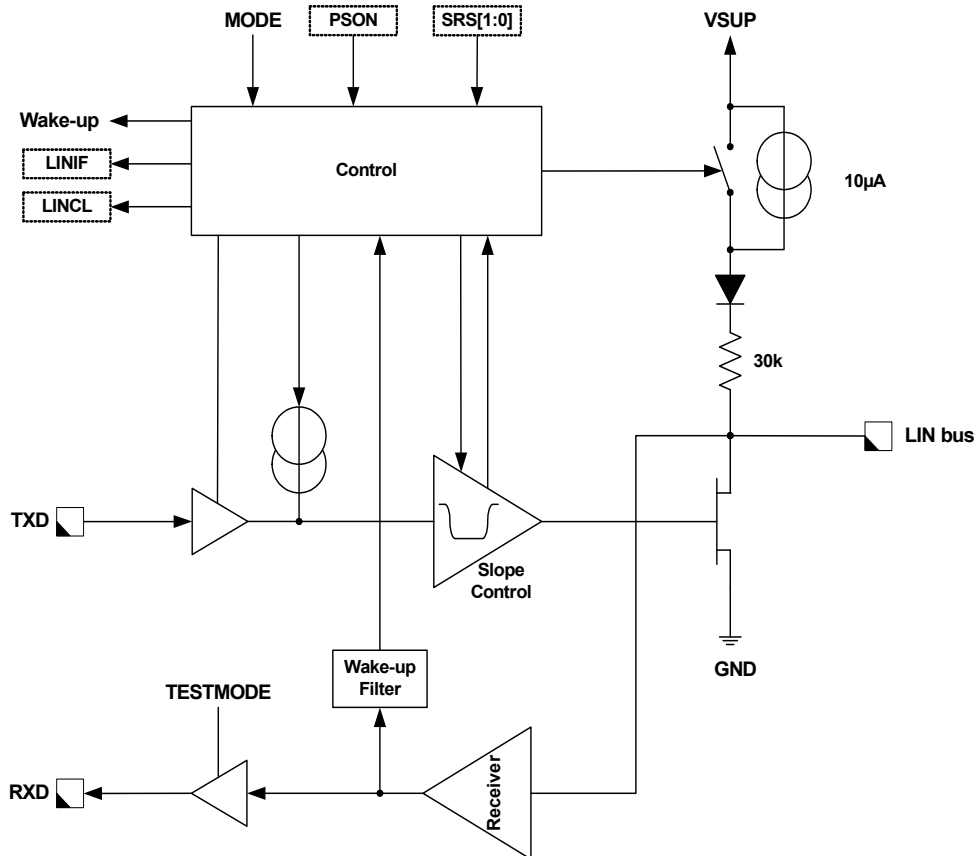 MODE
PSON
SRS[1:0]
VSUP
Wake-up
LINIF
LINCL
Control
10µA
30k
LIN bus
TXD
Slope
Control
GND
Wake-up
Filter
TESTMODE
RXD
Receiver